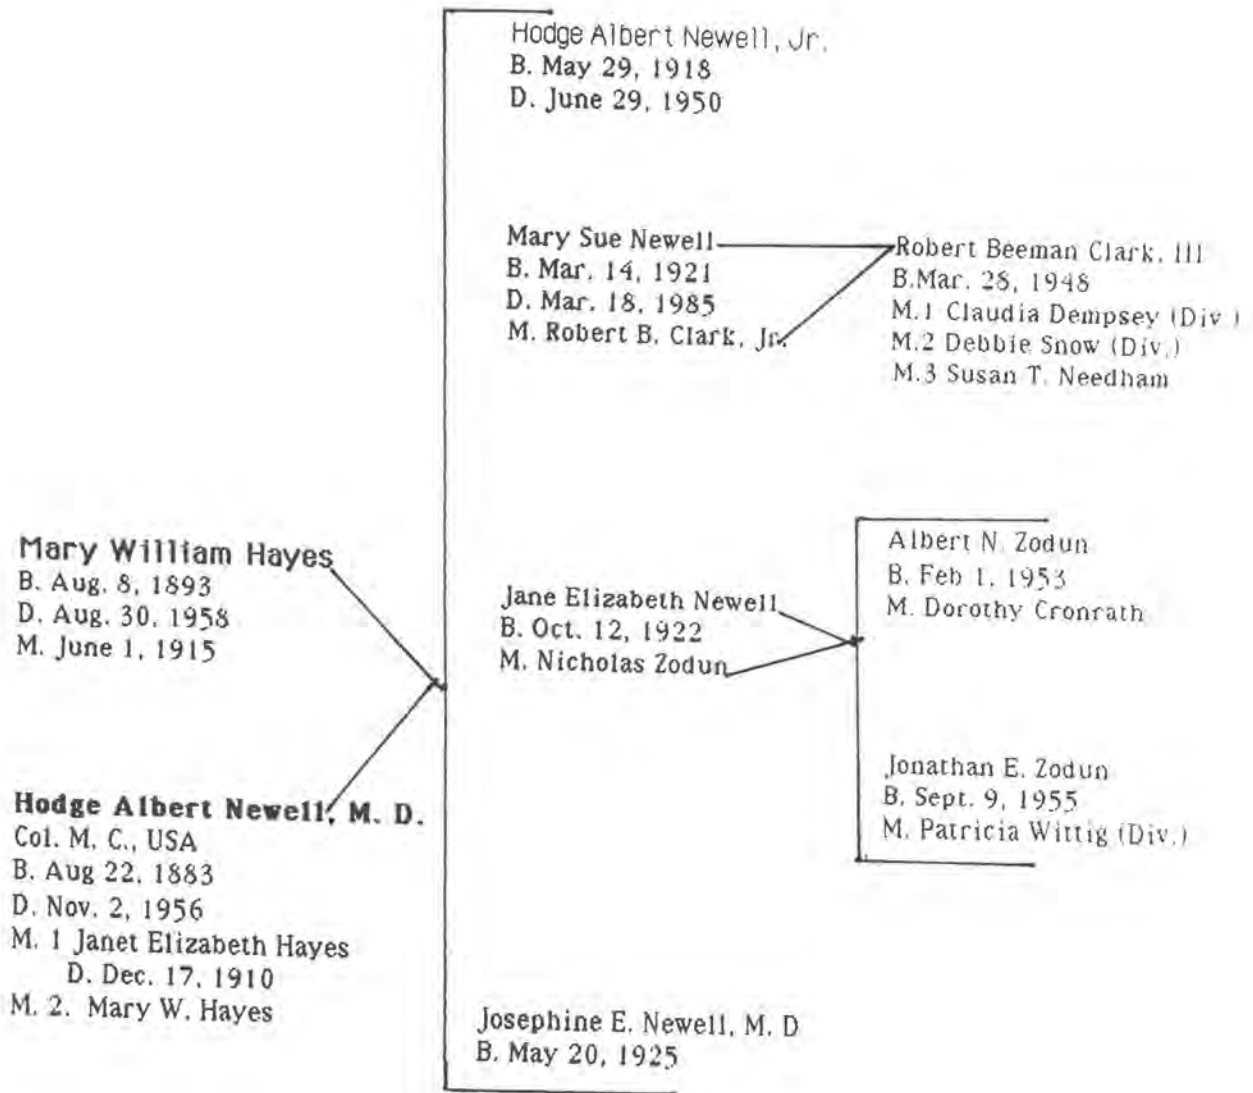 Hodge Albert Newell, Jr.
B. May 29, 1918
D. June 29, 1950
Mary Sue Newell
B. Mar. 14, 1921
D. Mar. 18, 1985
M. Robert B. Clark, Jr.
Robert Beeman Clark, III
B.Mar. 28, 1948
M.1 Claudia Dempsey (Div.)
M.2 Debbie Snow (Div.)
M.3 Susan T. Needham
Mary William Hayes
B. Aug. 8, 1893
D. Aug. 30, 1958
M. June 1, 1915
Jane Elizabeth Newell
B. Oct. 12, 1922
M. Nicholas Zodun
Albert N. Zodun
B. Feb 1, 1953
M. Dorothy Cronrath
Jonathan E. Zodun
B. Sept. 9, 1955
M. Patricia Wittig (Div.)
Hodge Albert Newell, M. D.
Col. M. C., USA
B. Aug 22, 1883
D. Nov. 2, 1956
M. 1 Janet Elizabeth Hayes
D. Dec. 17, 1910
M. 2. Mary W. Hayes
Josephine E. Newell, M. D
B. May 20, 1925